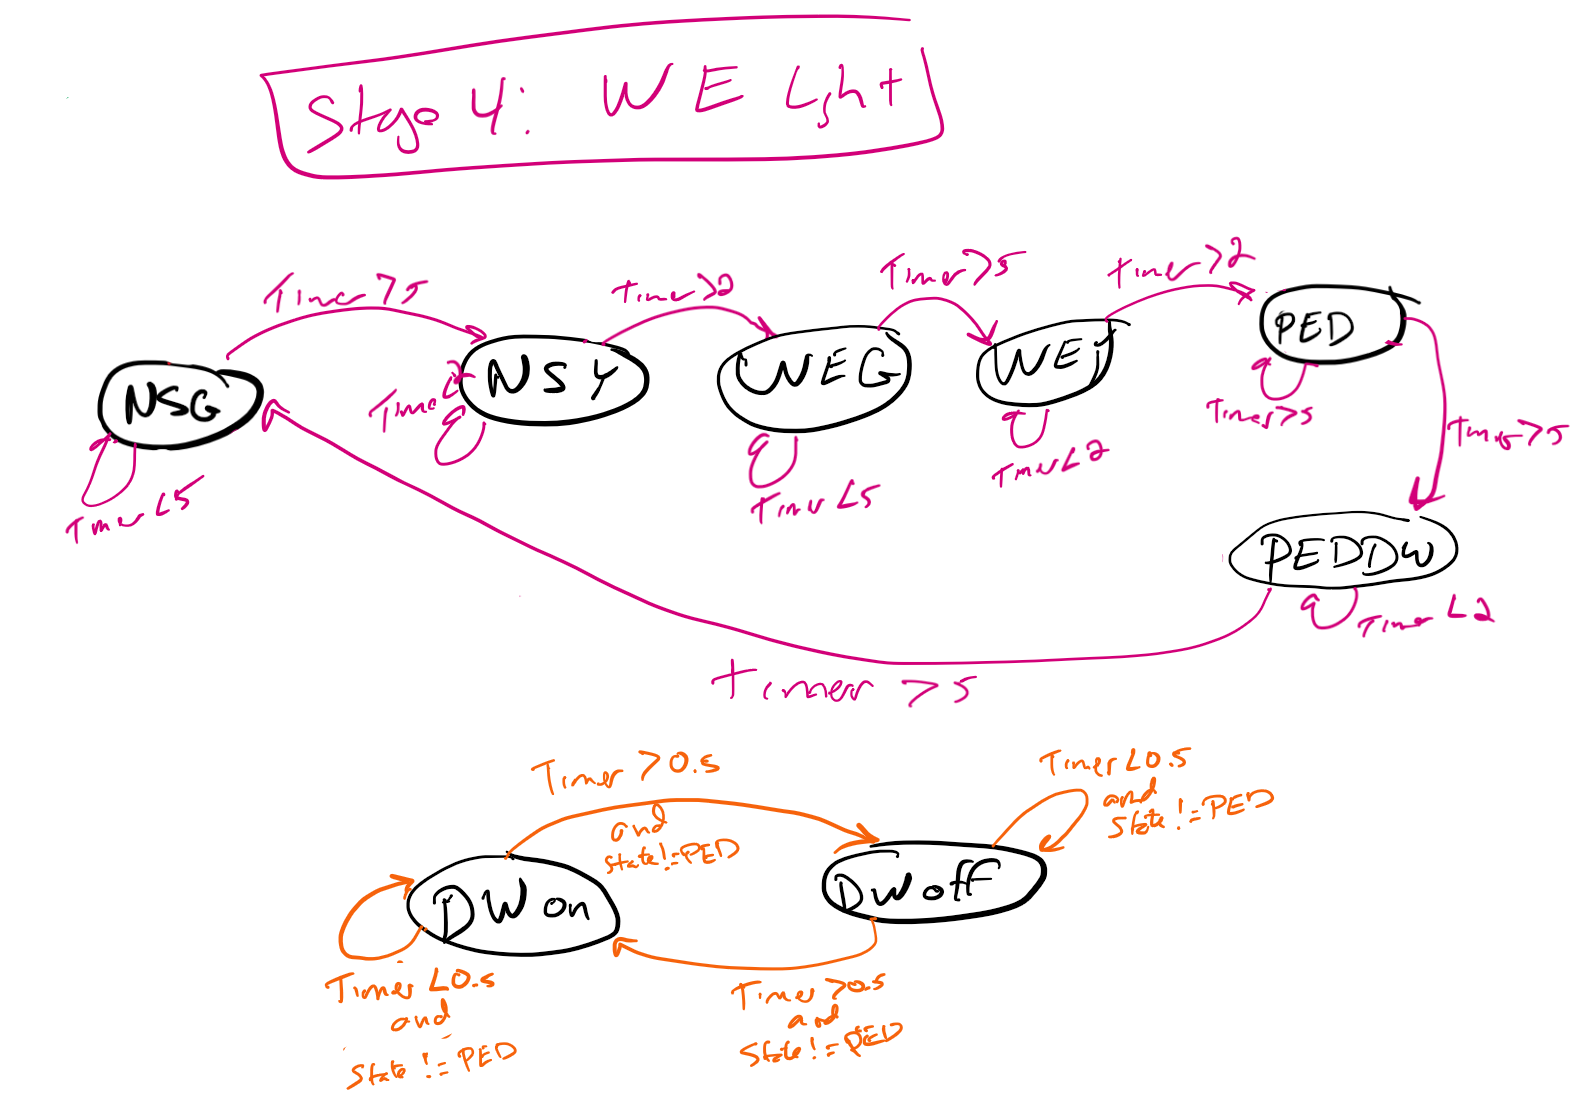 Stage 4: WE Light
Timer >5
Timer >2
Timer >5
Timer >2
NSG
NSY
WEG
WEY
PED
Timer <5
Timer <2
Timer <5
Timer <2
Timer >5
Timer >5
PEDDW
Timer <2
timer >5
Timer >0.5
and
State != PED
Timer <0.5
and
State != PED
DW on
DW off
Timer <0.5
and
State != PED
Timer >0.5
and
State != PED